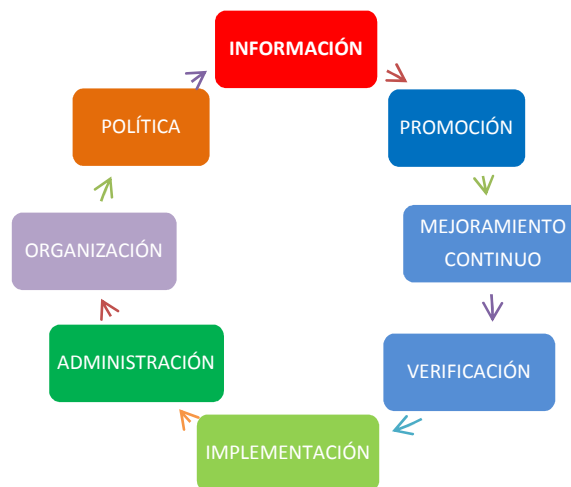 INFORMACIÓN
PROMOCIÓN
MEJORAMIENTO
CONTINUO
VERIFICACIÓN
IMPLEMENTACIÓN
ADMINISTRACIÓN
ORGANIZACIÓN
POLÍTICA